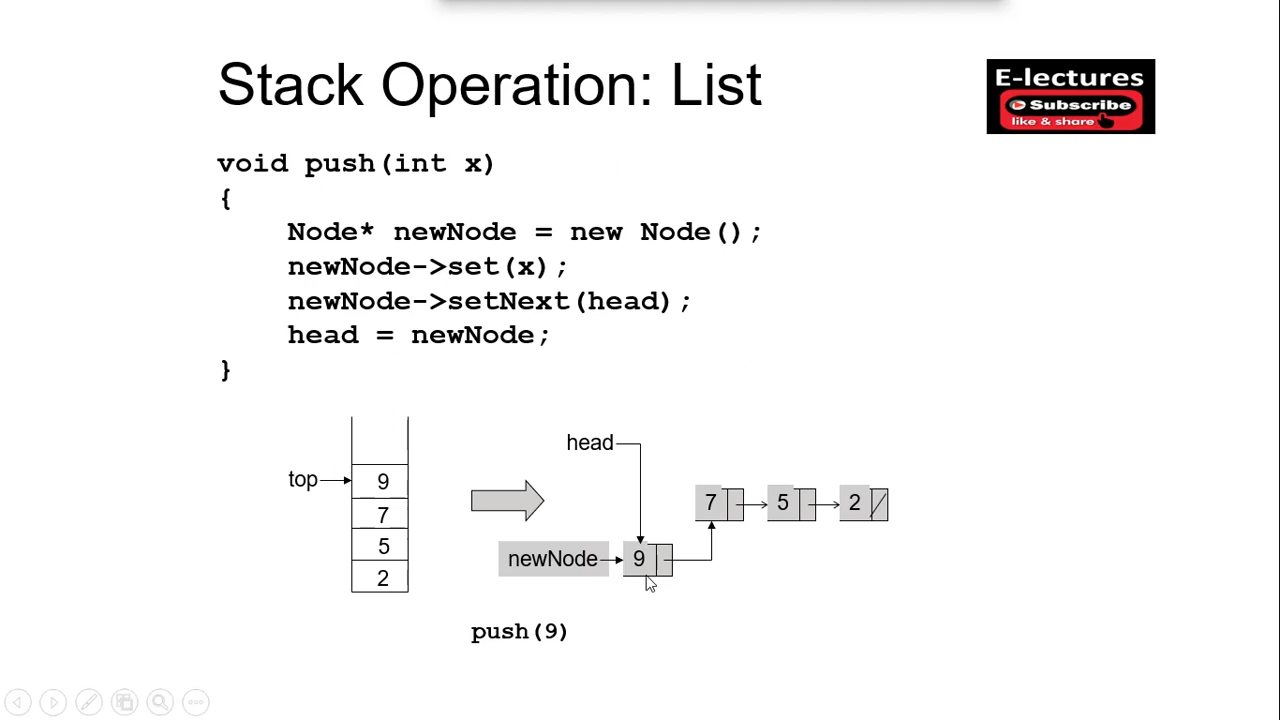 Stack Operation: List
E-lectures
Subscribe
like & share
void push(int x)
{
Node* newNode = new Node();
newNode->set(x);
newNode->setNext(head);
head = newNode;
}
head
top
9
7
5
2
7
5
2
newNode
9
push(9)